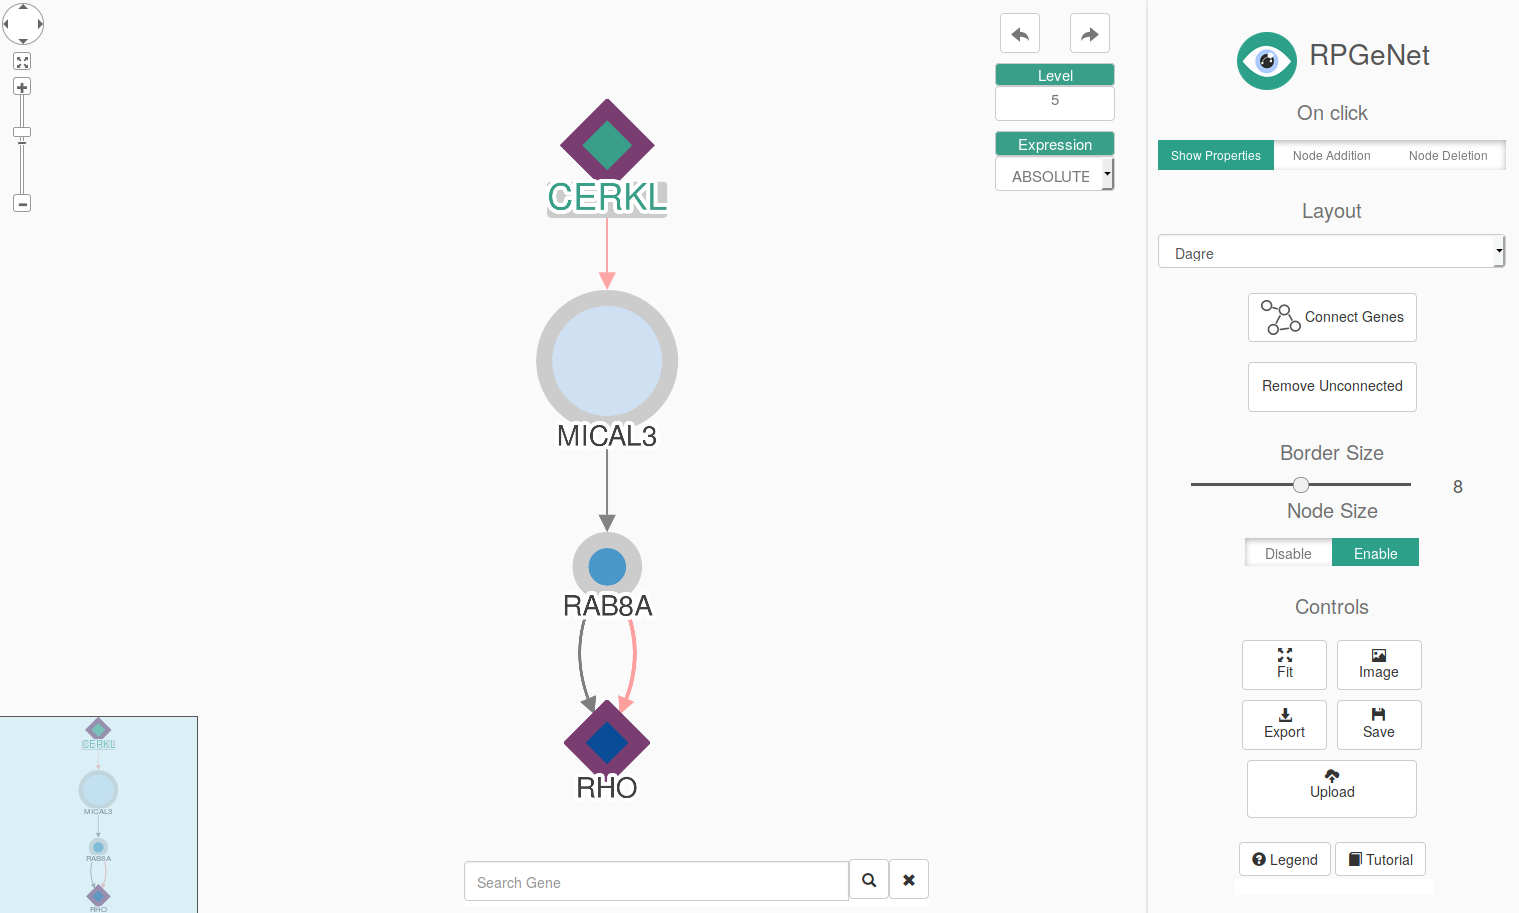 CERKL
MICAL3
RAB8A
RHO
Level
5
Expression
ABSOLUTE
RPGeNet
On click
Show Properties Node Addition Node Deletion
Layout
Dagre
Connect Genes
Remove Unconnected
Border Size
8
Node Size
Disable Enable
Controls
Fit Image
Export Save
Upload
Legend Tutorial
Search Gene
CERKL
MICAL3
RAB8A
RHO